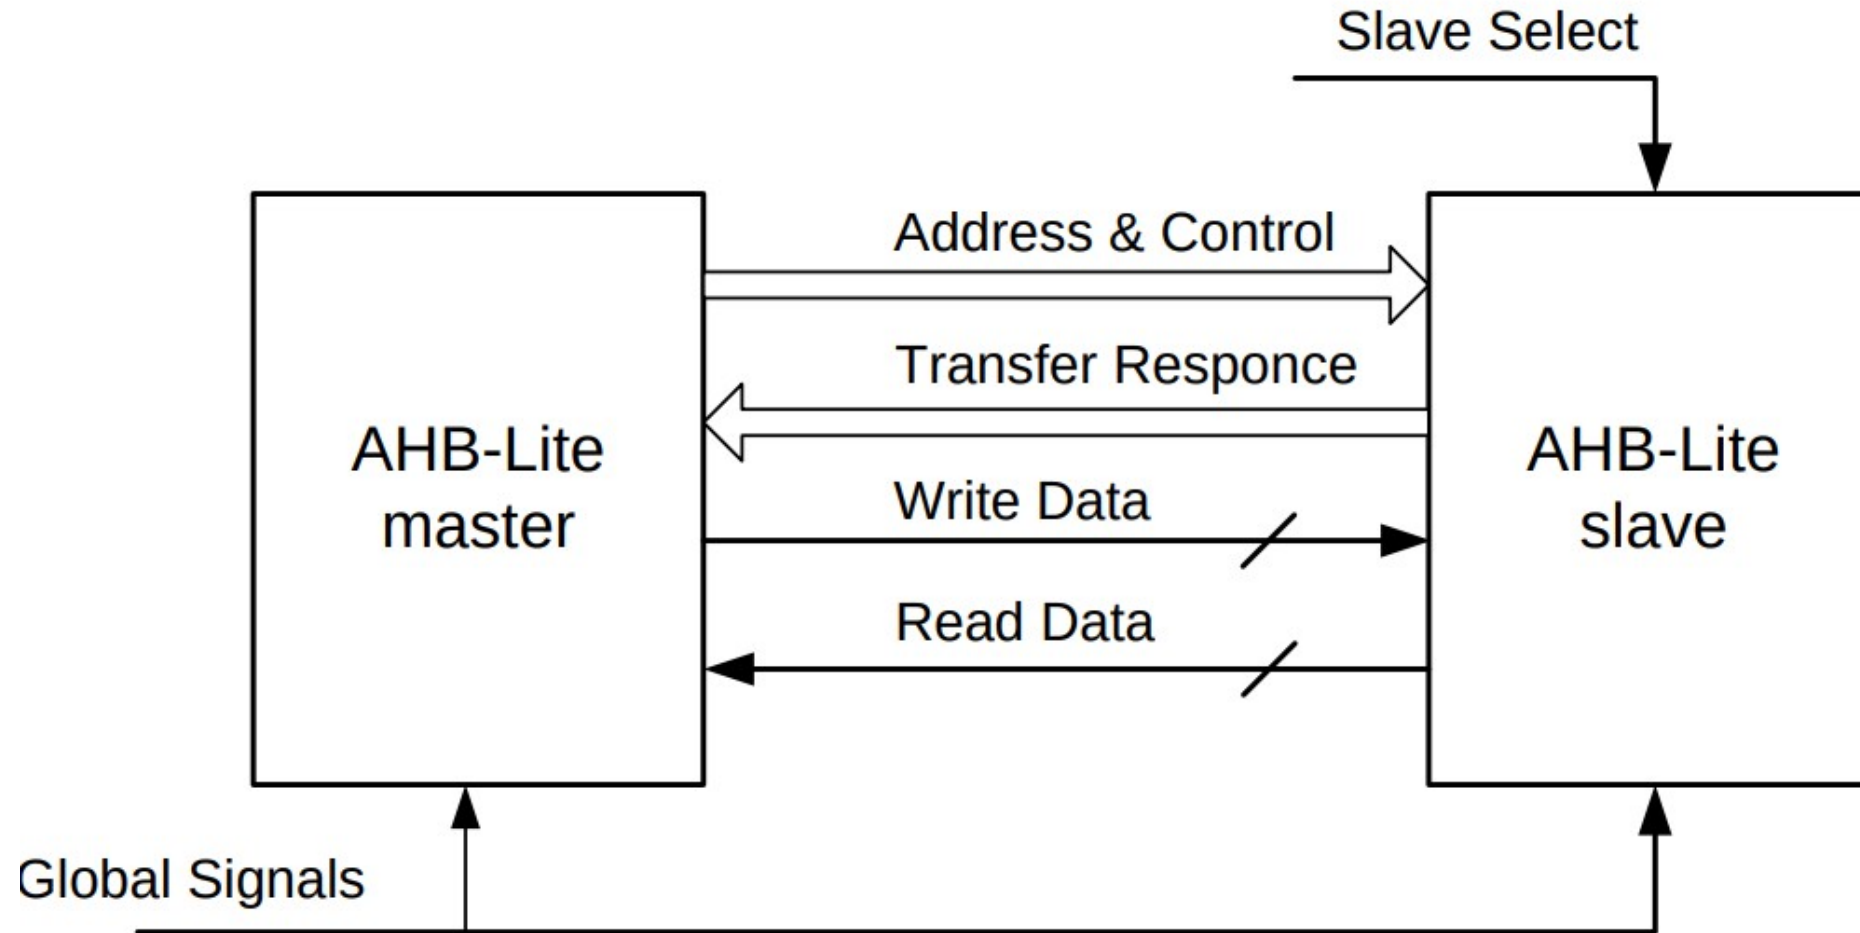 Slave Select
Address & Control
Transfer Responce
AHB-Lite
master
AHB-Lite
slave
Write Data
Read Data
Global Signals